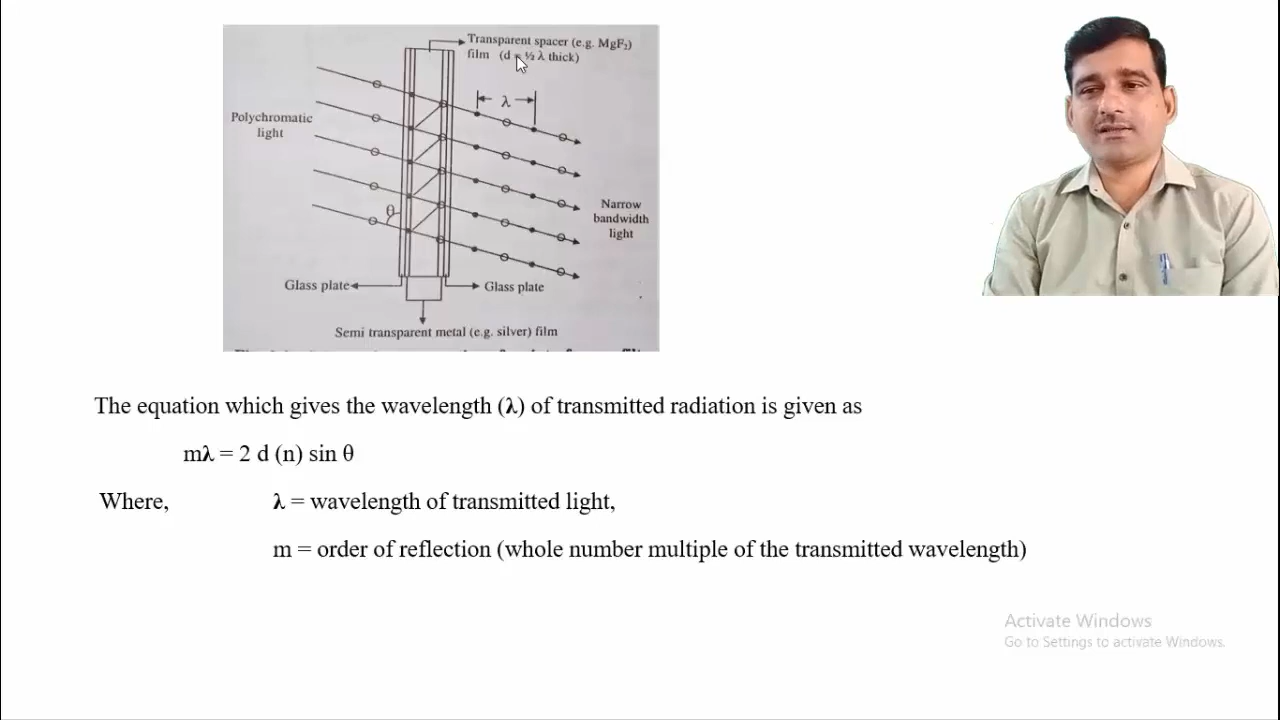 Transparent spacer (e.g. MgF₂)
film (d = ½ λ thick)
λ
Polychromatic
light
θ
Narrow
bandwidth
light
Glass plate
Glass plate
Semi transparent metal (e.g. silver) film
The equation which gives the wavelength (λ) of transmitted radiation is given as
mλ = 2 d (n) sin θ
Where, λ = wavelength of transmitted light,
m = order of reflection (whole number multiple of the transmitted wavelength)
Activate Windows
Go to Settings to activate Windows.